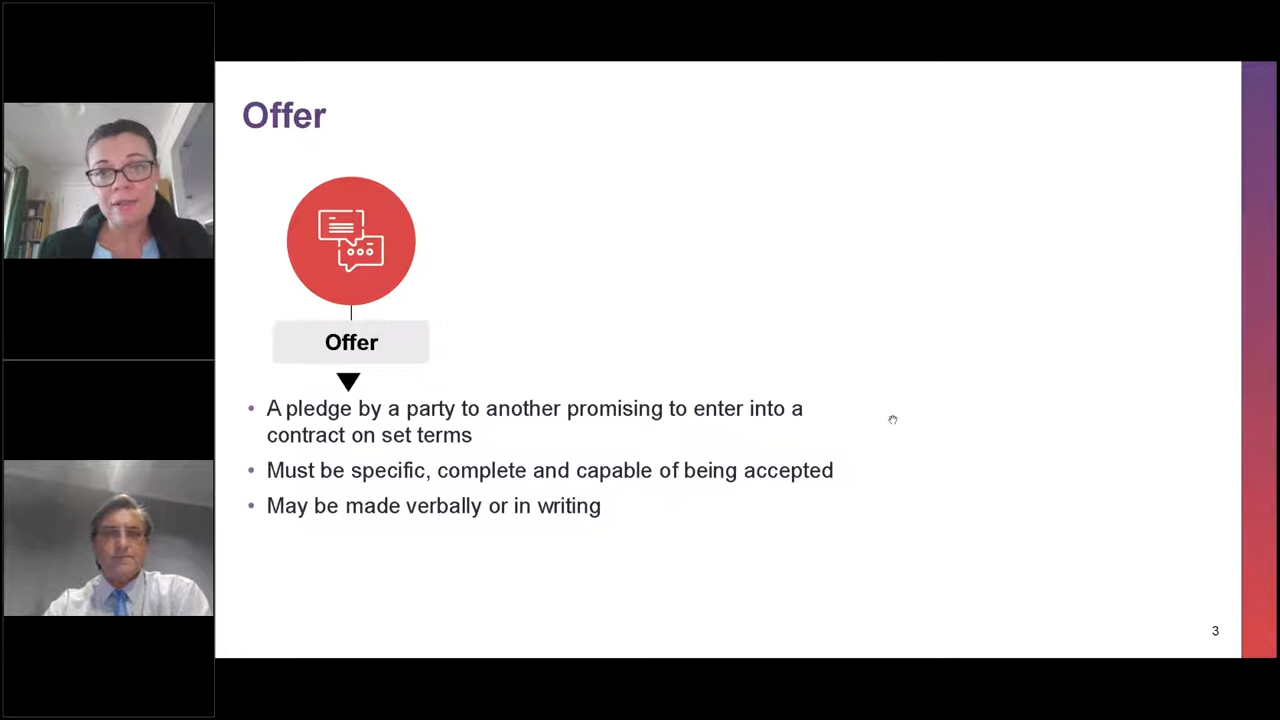 Offer
Offer
• A pledge by a party to another promising to enter into a
contract on set terms
• Must be specific, complete and capable of being accepted
• May be made verbally or in writing
3